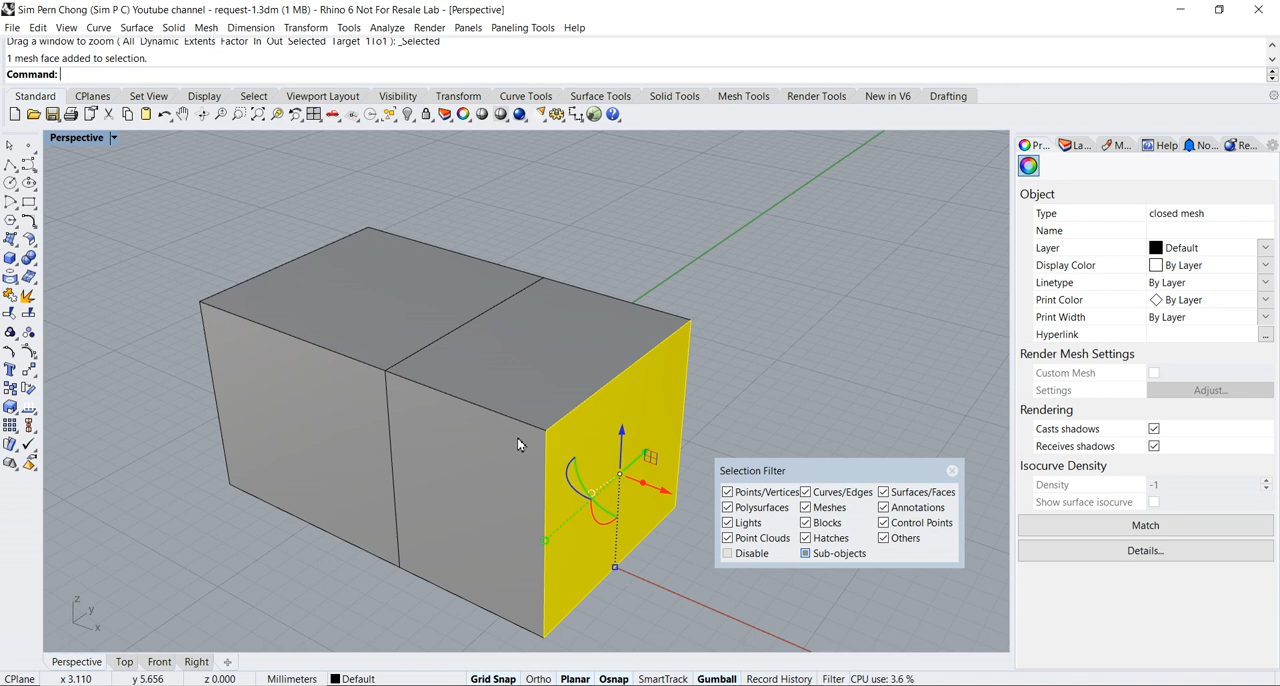 Sim Pern Chong (Sim P C) Youtube channel - request-1.3dm (1 MB) - Rhino 6 Not For Resale Lab - [Perspective]
File Edit View Curve Surface Solid Mesh Dimension Transform Tools Analyze Render Panels Paneling Tools Help
Drag a window to zoom ( All Dynamic Extents Factor In Out Selected Target 1To1 ): _Selected
1 mesh face added to selection.
Command:
Standard CPlanes Set View Display Select Viewport Layout Visibility Transform Curve Tools Surface Tools Solid Tools Mesh Tools Render Tools New in V6 Drafting
Perspective
Pr... La... M... Help No... Re...
Object
Type closed mesh
Name
Layer Default
Display Color By Layer
Linetype By Layer
Print Color By Layer
Print Width By Layer
Hyperlink ...
Render Mesh Settings
Custom Mesh
Settings Adjust...
Rendering
Casts shadows
Receives shadows
Isocurve Density
Density -1
Show surface isocurve
Match
Details...
Selection Filter
Points/Vertices Curves/Edges Surfaces/Faces
Polysurfaces Meshes Annotations
Lights Blocks Control Points
Point Clouds Hatches Others
Disable Sub-objects
z
y
x
Perspective Top Front Right
CPlane x 3.110 y 5.656 z 0.000 Millimeters Default Grid Snap Ortho Planar Osnap SmartTrack Gumball Record History Filter CPU use: 3.6 %